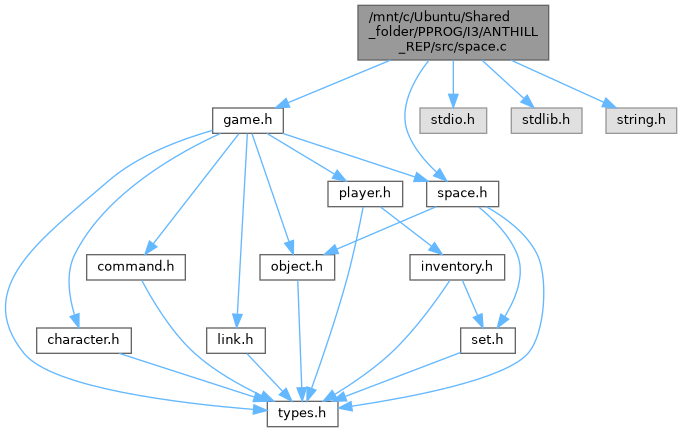 /mnt/c/Ubuntu/Shared
_folder/PPROG/I3/ANTHILL
_REP/src/space.c
game.h
stdio.h
stdlib.h
string.h
player.h
space.h
command.h
object.h
inventory.h
character.h
link.h
set.h
types.h